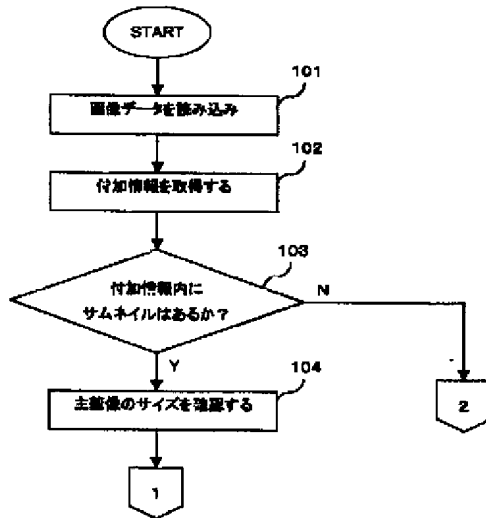 START
101
画像データを読み込み
102
付加情報を取得する
103
付加情報内に
サムネイルはあるか？
N
Y
104
主画像のサイズを確認する
2
1